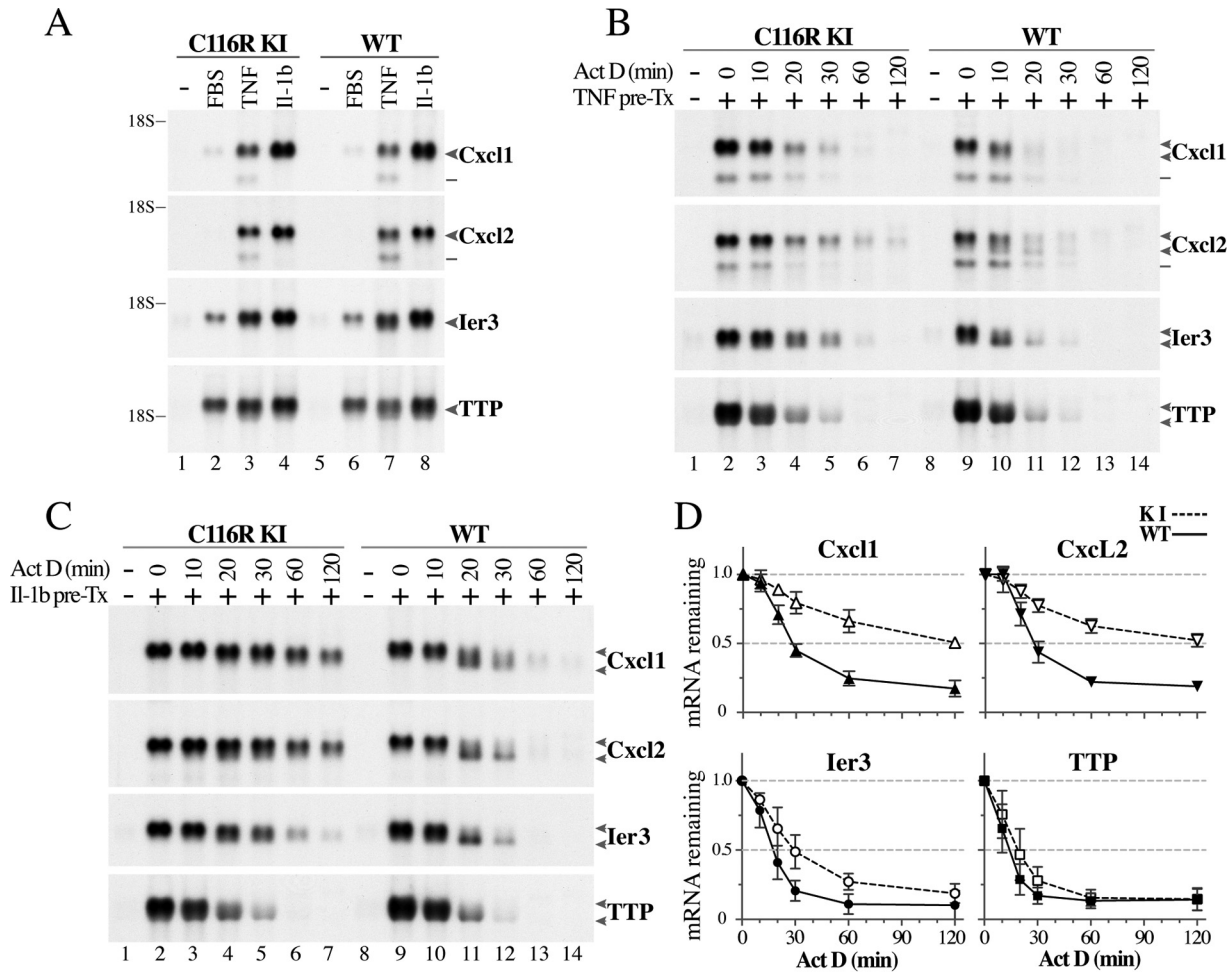 A
C116R KI WT
- FBS TNF Il-1b - FBS TNF Il-1b
18S
Cxcl1
18S
Cxcl2
18S
Ier3
18S
TTP
1 2 3 4 5 6 7 8
B
C116R KI WT
Act D (min) - 0 10 20 30 60 120 - 0 10 20 30 60 120
TNF pre-Tx - + + + + + + - + + + + + +
Cxcl1
Cxcl2
Ier3
TTP
1 2 3 4 5 6 7 8 9 10 11 12 13 14
C
C116R KI WT
Act D (min) - 0 10 20 30 60 120 - 0 10 20 30 60 120
Il-1b pre-Tx - + + + + + + - + + + + + +
Cxcl1
Cxcl2
Ier3
TTP
1 2 3 4 5 6 7 8 9 10 11 12 13 14
D
KI
WT
Cxcl1 CxcL2
mRNA remaining
1.0
0.5
0
Ier3 TTP
mRNA remaining
1.0
0.5
0
0 30 60 90 120 0 30 60 90 120
Act D (min) Act D (min)